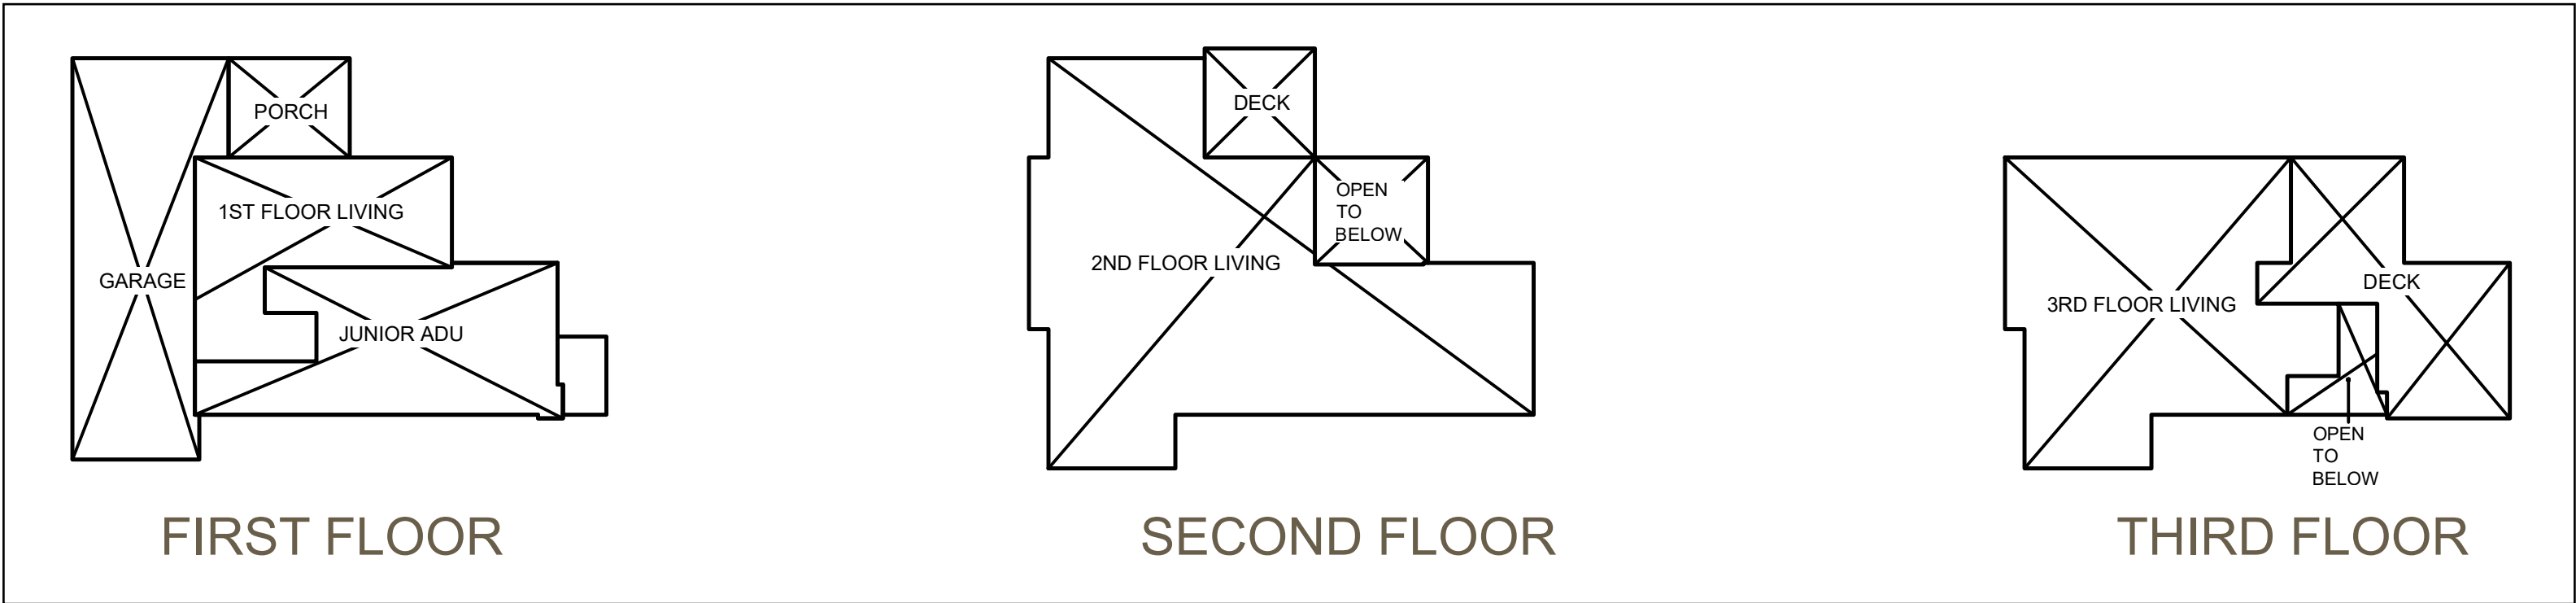 PORCH
1ST FLOOR LIVING
GARAGE
JUNIOR ADU
FIRST FLOOR
DECK
OPEN
TO
BELOW
2ND FLOOR LIVING
SECOND FLOOR
DECK
3RD FLOOR LIVING
OPEN
TO
BELOW
THIRD FLOOR